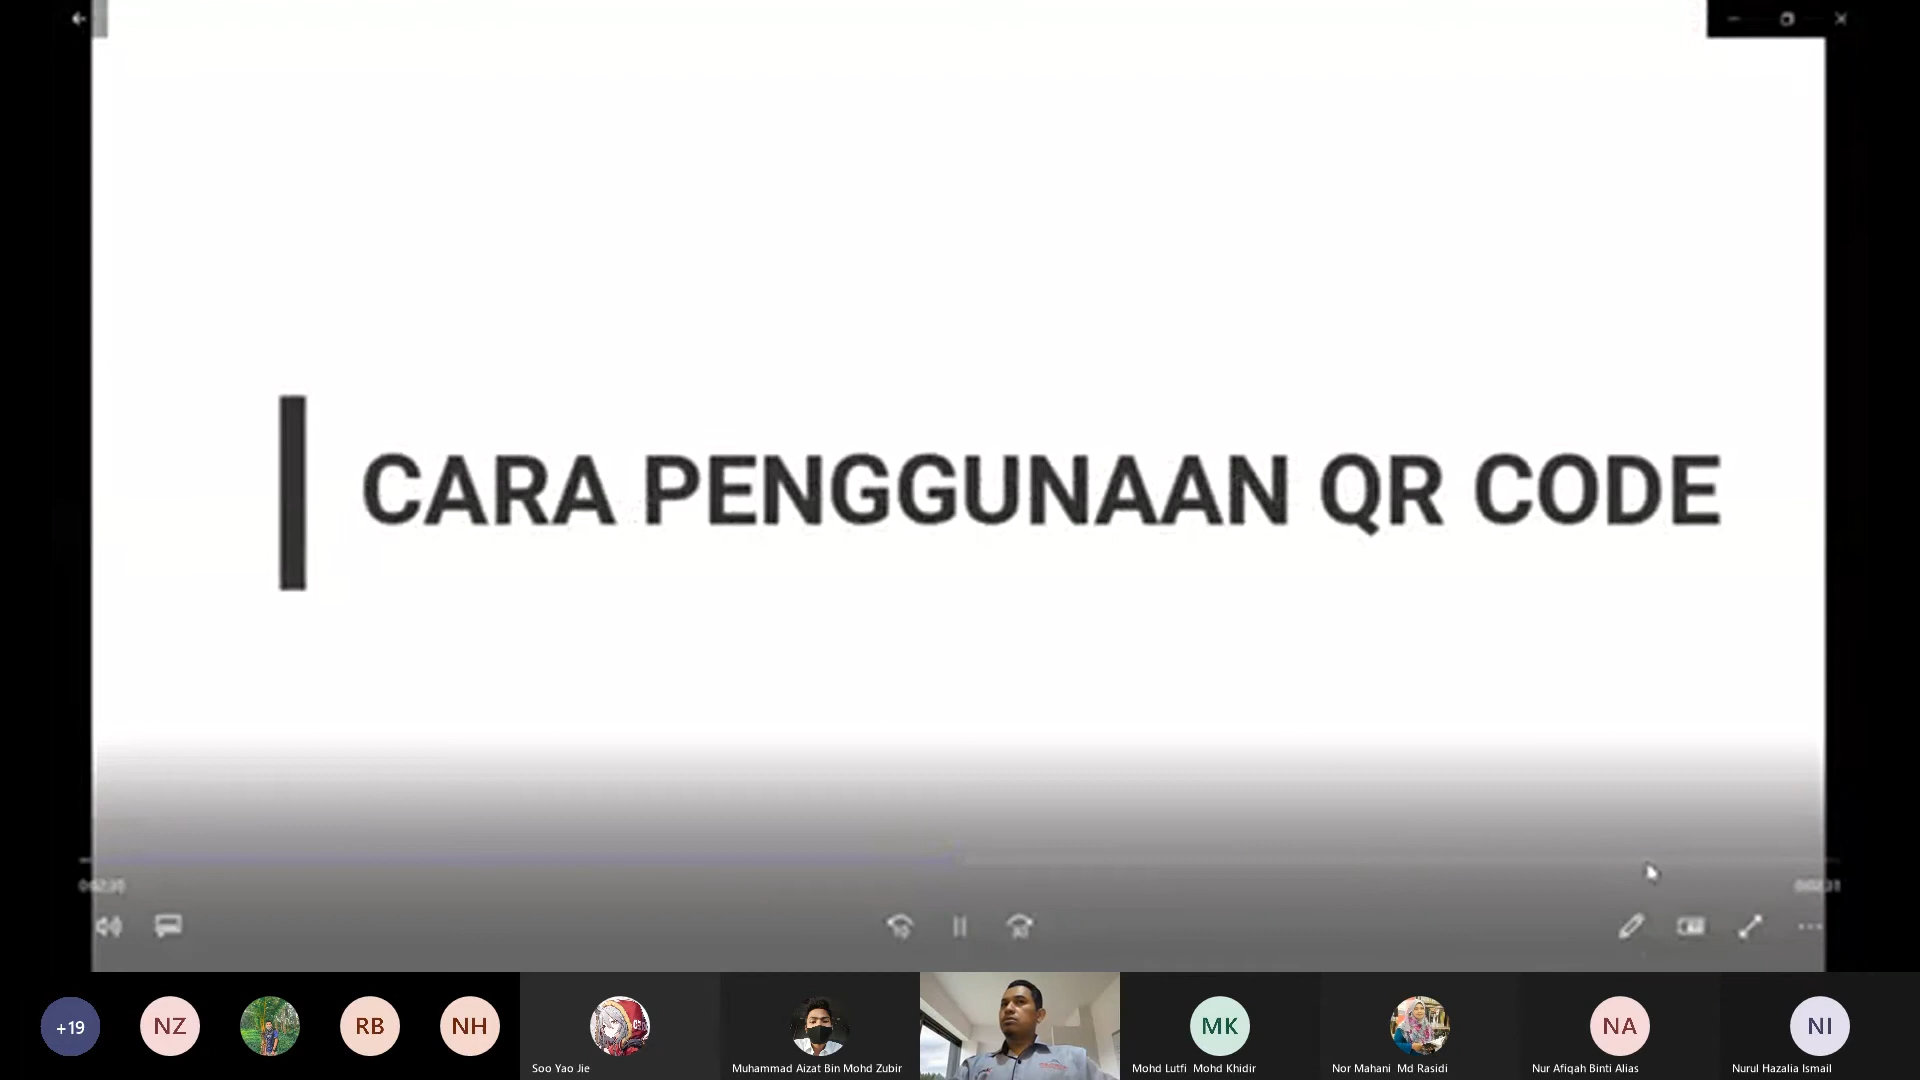 CARA PENGGUNAAN QR CODE
+19
NZ
RB
NH
MK
NA
NI
Soo Yao Jie
Muhammad Aizat Bin Mohd Zubir
Mohd Lutfi Mohd Khidir
Nor Mahani Md Rasidi
Nur Afiqah Binti Alias
Nurul Hazalia Ismail